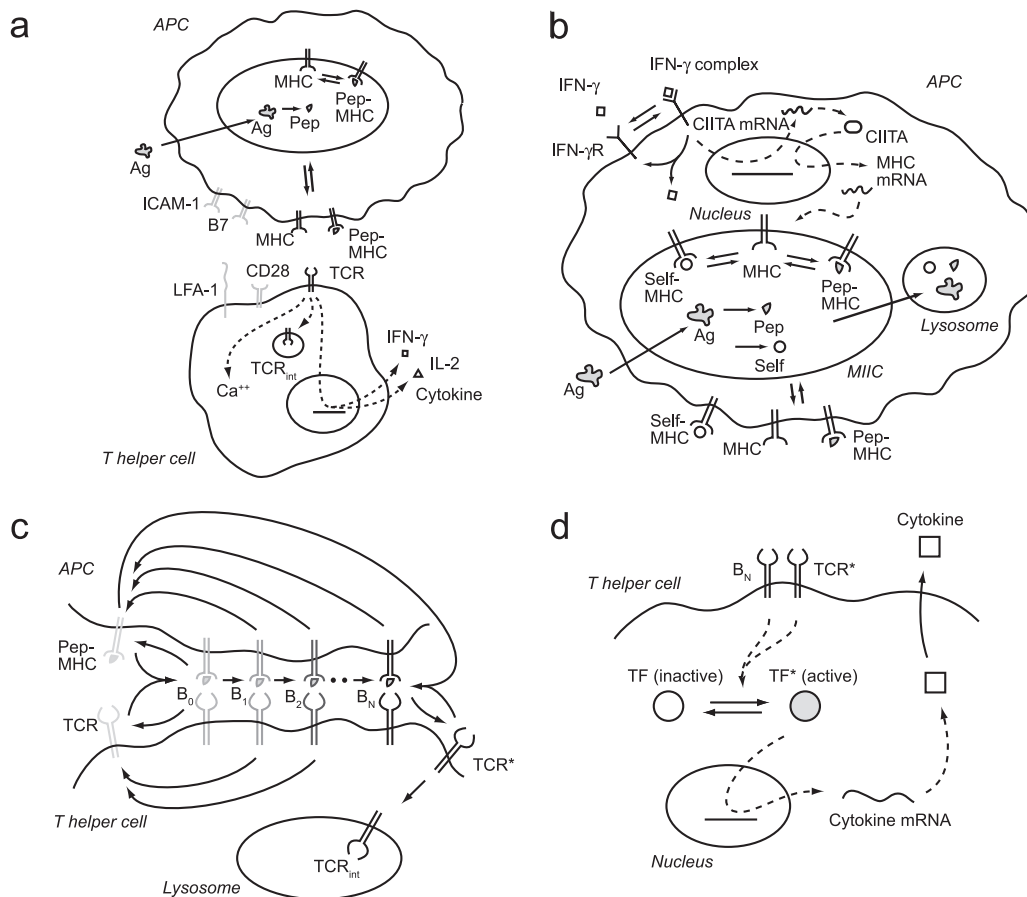 a
APC
MHC
Pep-
MHC
Ag
Pep
Ag
ICAM-1
B7
MHC
Pep-
MHC
LFA-1
CD28
TCR
TCRint
Ca++
IFN-γ
IL-2
Cytokine
T helper cell
b
IFN-γ complex
IFN-γ
APC
CIITA mRNA
CIITA
IFN-γR
MHC
mRNA
Nucleus
Self-
MHC
MHC
Pep-
MHC
Ag
Pep
Self
Lysosome
MIIC
Ag
Self-
MHC
MHC
Pep-
MHC
c
APC
Pep-
MHC
B0
B1
B2
BN
TCR
TCR*
T helper cell
TCRint
Lysosome
d
Cytokine
T helper cell
BN
TCR*
TF (inactive)
TF* (active)
Cytokine mRNA
Nucleus